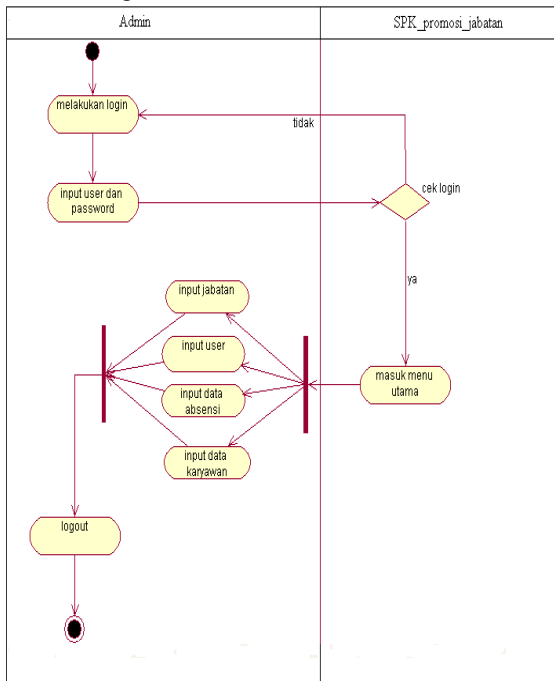 Admin
SPK_promosi_jabatan
melakukan login
tidak
input user dan
password
cek login
ya
input jabatan
input user
input data
absensi
input data
karyawan
masuk menu
utama
logout